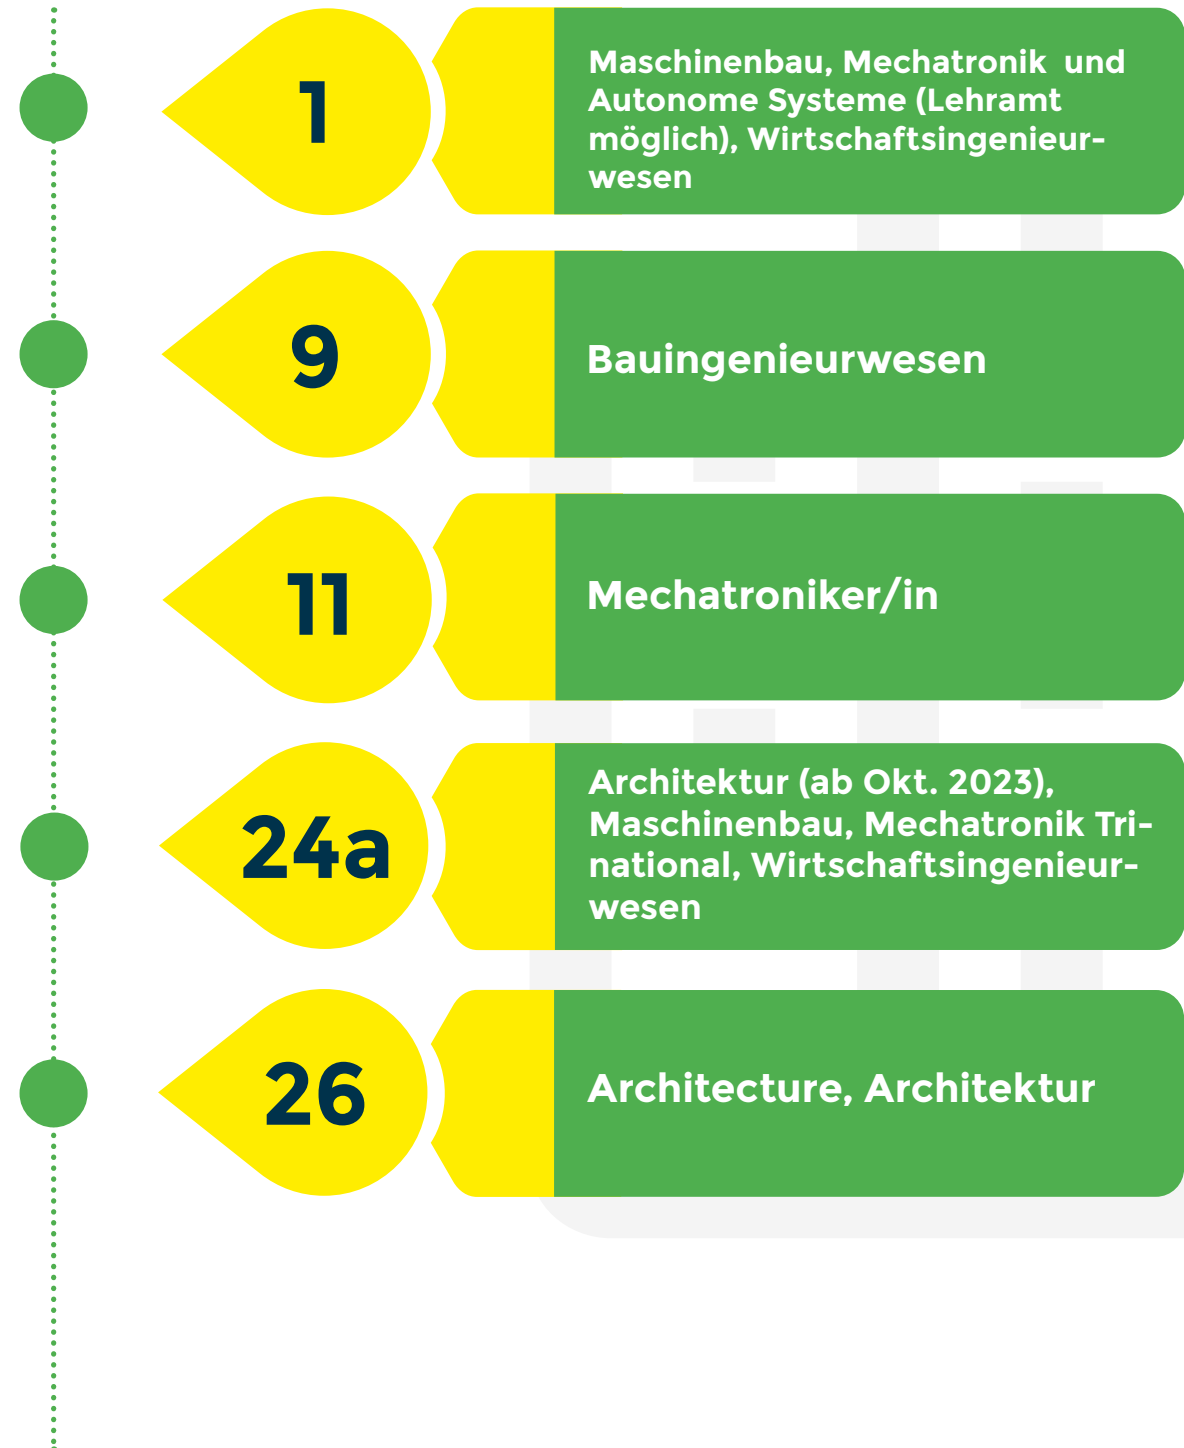 1
Maschinenbau, Mechatronik und
Autonome Systeme (Lehramt
möglich), Wirtschaftsingenieur-
wesen
9
Bauingenieurwesen
11
Mechatroniker/in
24a
Architektur (ab Okt. 2023),
Maschinenbau, Mechatronik Tri-
national, Wirtschaftsingenieur-
wesen
26
Architecture, Architektur